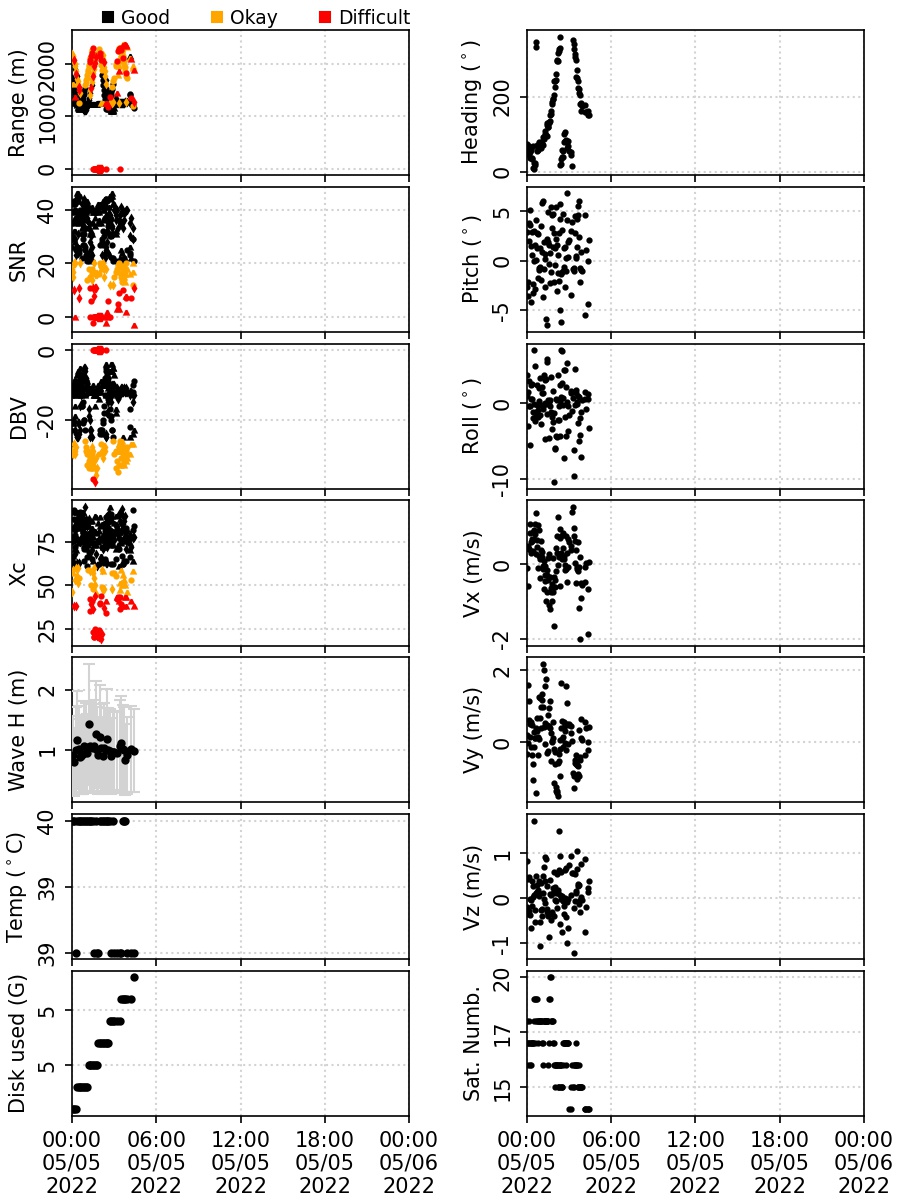 Good Okay Difficult
Range (m)
2000
1000
0
Heading (°)
200
0
SNR
40
20
0
Pitch (°)
5
0
-5
DBV
0
-20
Roll (°)
0
-10
Xc
75
50
25
Vx (m/s)
0
-2
Wave H (m)
2
1
Vy (m/s)
2
0
Temp (°C)
40
39
39
Vz (m/s)
1
0
-1
Disk used (G)
5
5
Sat. Numb.
20
17
15
00:00 06:00 12:00 18:00 00:00
05/05 05/05 05/05 05/05 05/06
2022 2022 2022 2022 2022
00:00 06:00 12:00 18:00 00:00
05/05 05/05 05/05 05/05 05/06
2022 2022 2022 2022 2022